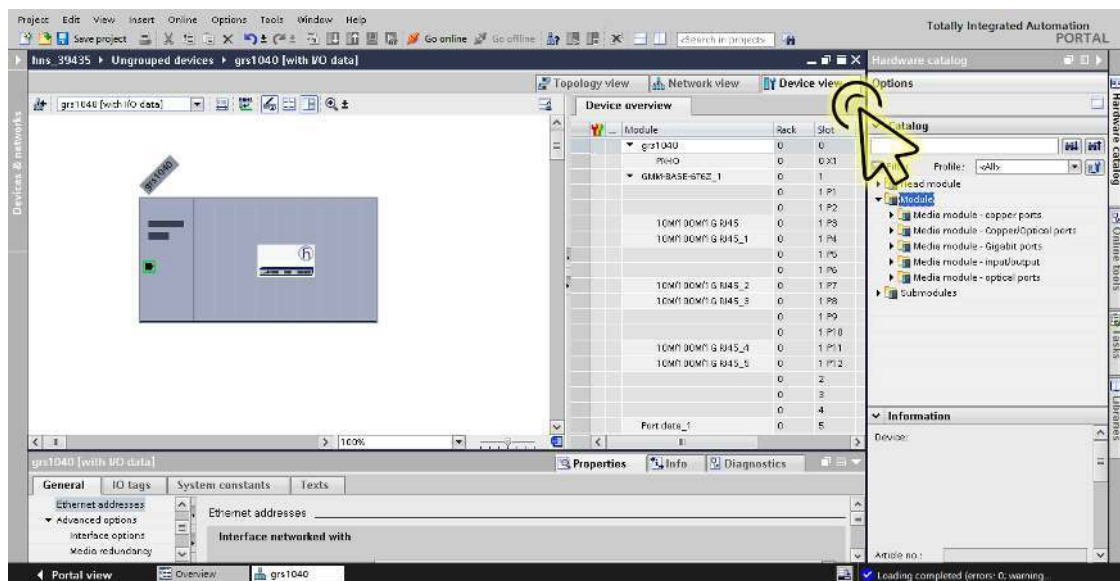 Project Edit View Insert Online Options Tools Window Help
Totally Integrated Automation
PORTAL
Save project Go online Go offline <Search in project>
hns_39435 ▸ Ungrouped devices ▸ grs1040 [with I/O data]
Hardware catalog
Topology view Network view Device view
Options
grs1040 [with I/O data]
Device overview
Module Rack Slot
grs1040 0 0
PN-IO 0 0 X1
GMM-BASE-6T6Z_1 0 1
0 1 P1
0 1 P2
10M/100M/1G RJ45 0 1 P3
10M/100M/1G RJ45_1 0 1 P4
0 1 P5
0 1 P6
10M/100M/1G RJ45_2 0 1 P7
10M/100M/1G RJ45_3 0 1 P8
0 1 P9
0 1 P10
10M/100M/1G RJ45_4 0 1 P11
10M/100M/1G RJ45_5 0 1 P12
0 2
0 3
0 4
Port data_1 0 5
grs1040
h
100%
Catalog
Profile: <All>
Head module
Module
Media module - copper ports
Media module - Copper/Optical ports
Media module - Gigabit ports
Media module - input/output
Media module - optical ports
Submodules
Information
Device:
Article no.:
Devices & networks
Hardware catalog
Online tools
Tasks
Libraries
grs1040 [with I/O data]
Properties Info Diagnostics
General IO tags System constants Texts
Ethernet addresses
Advanced options
Interface options
Media redundancy
Ethernet addresses
Interface networked with
Portal view Overview grs1040
Loading completed (errors: 0; warning...